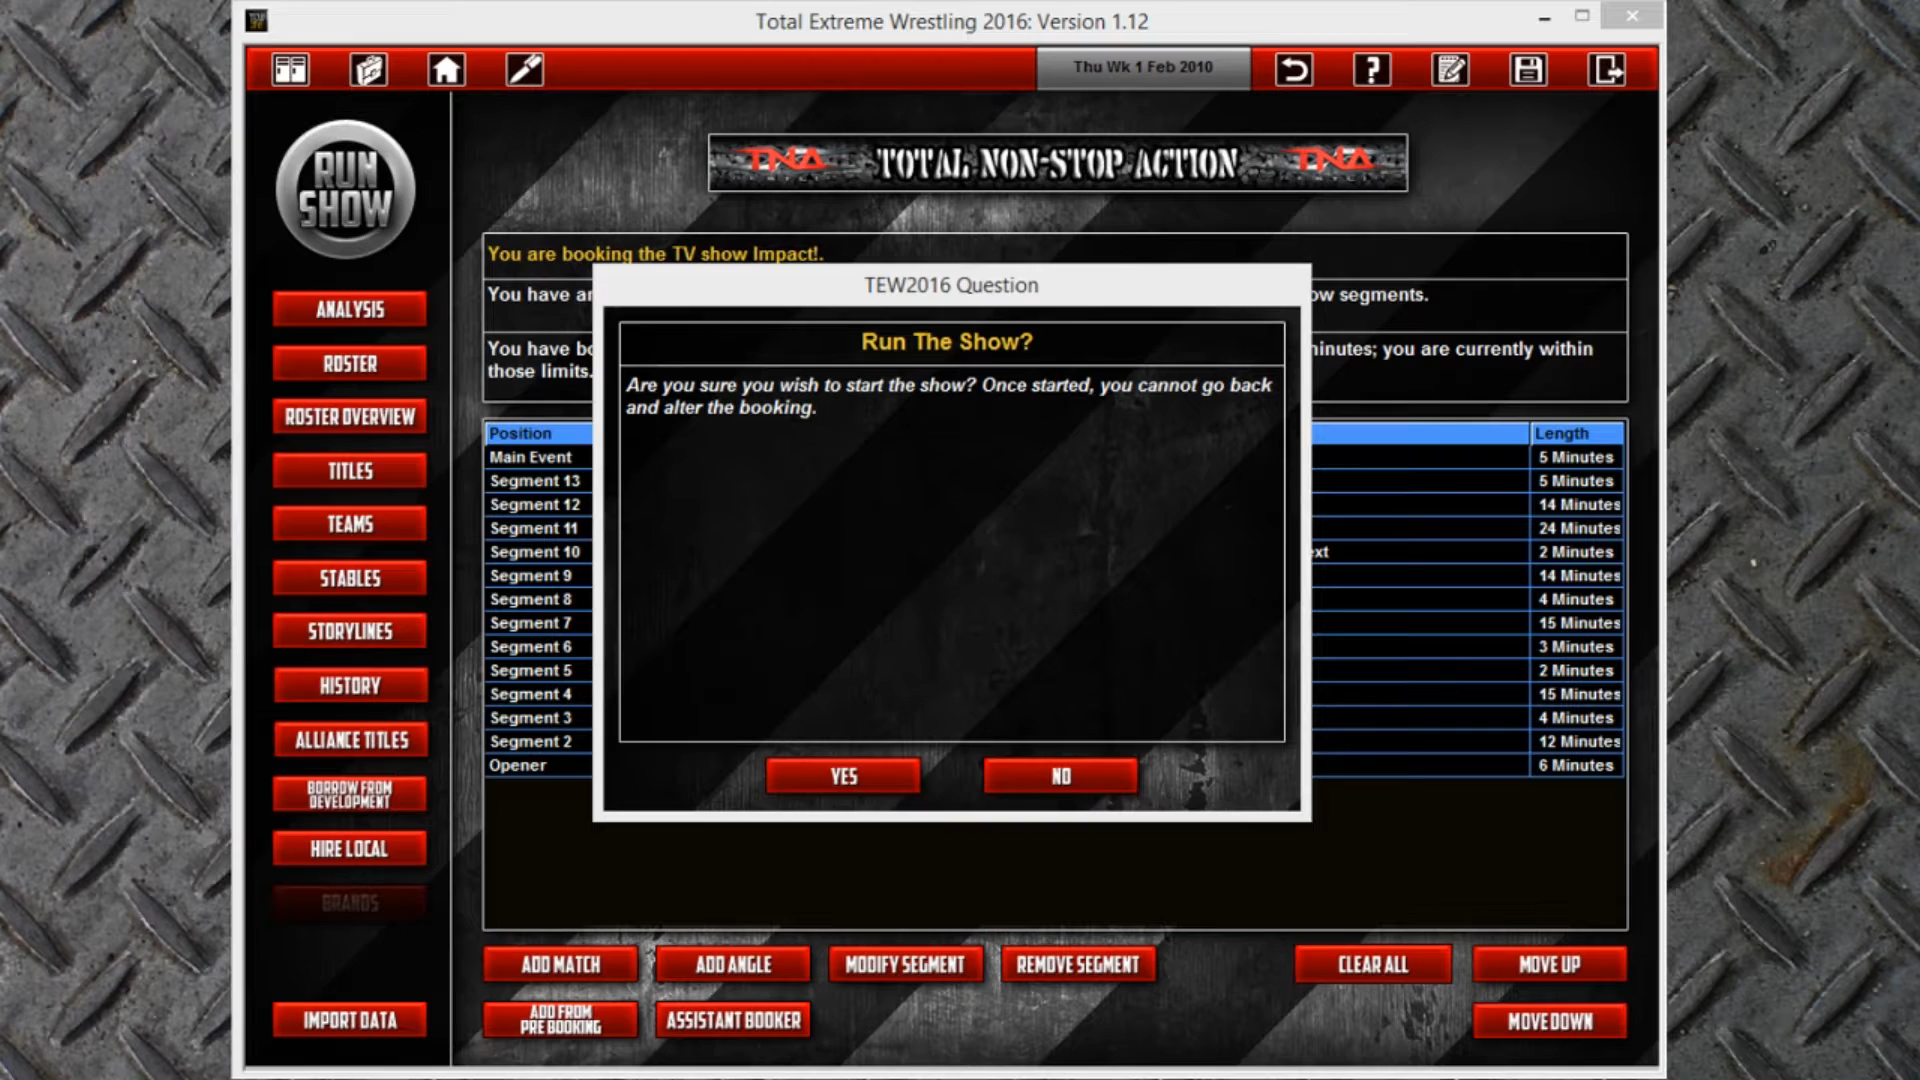 Total Extreme Wrestling 2016: Version 1.12
Thu Wk 1 Feb 2010
RUN
SHOW
TNA TOTAL NON-STOP ACTION TNA
You are booking the TV show Impact!.
You have ow segments.
You have inutes; you are currently within
those limits.
TEW2016 Question
Run The Show?
Are you sure you wish to start the show? Once started, you cannot go back
and alter the booking.
YES NO
ANALYSIS
ROSTER
ROSTER OVERVIEW
TITLES
TEAMS
STABLES
STORYLINES
HISTORY
ALLIANCE TITLES
BORROW FROM
DEVELOPMENT
HIRE LOCAL
BRANDS
IMPORT DATA
Position Length
Main Event 5 Minutes
Segment 13 5 Minutes
Segment 12 14 Minutes
Segment 11 24 Minutes
Segment 10 ext 2 Minutes
Segment 9 14 Minutes
Segment 8 4 Minutes
Segment 7 15 Minutes
Segment 6 3 Minutes
Segment 5 2 Minutes
Segment 4 15 Minutes
Segment 3 4 Minutes
Segment 2 12 Minutes
Opener 6 Minutes
ADD MATCH ADD ANGLE MODIFY SEGMENT REMOVE SEGMENT CLEAR ALL MOVE UP
ADD FROM
PRE BOOKING
ASSISTANT BOOKER MOVE DOWN